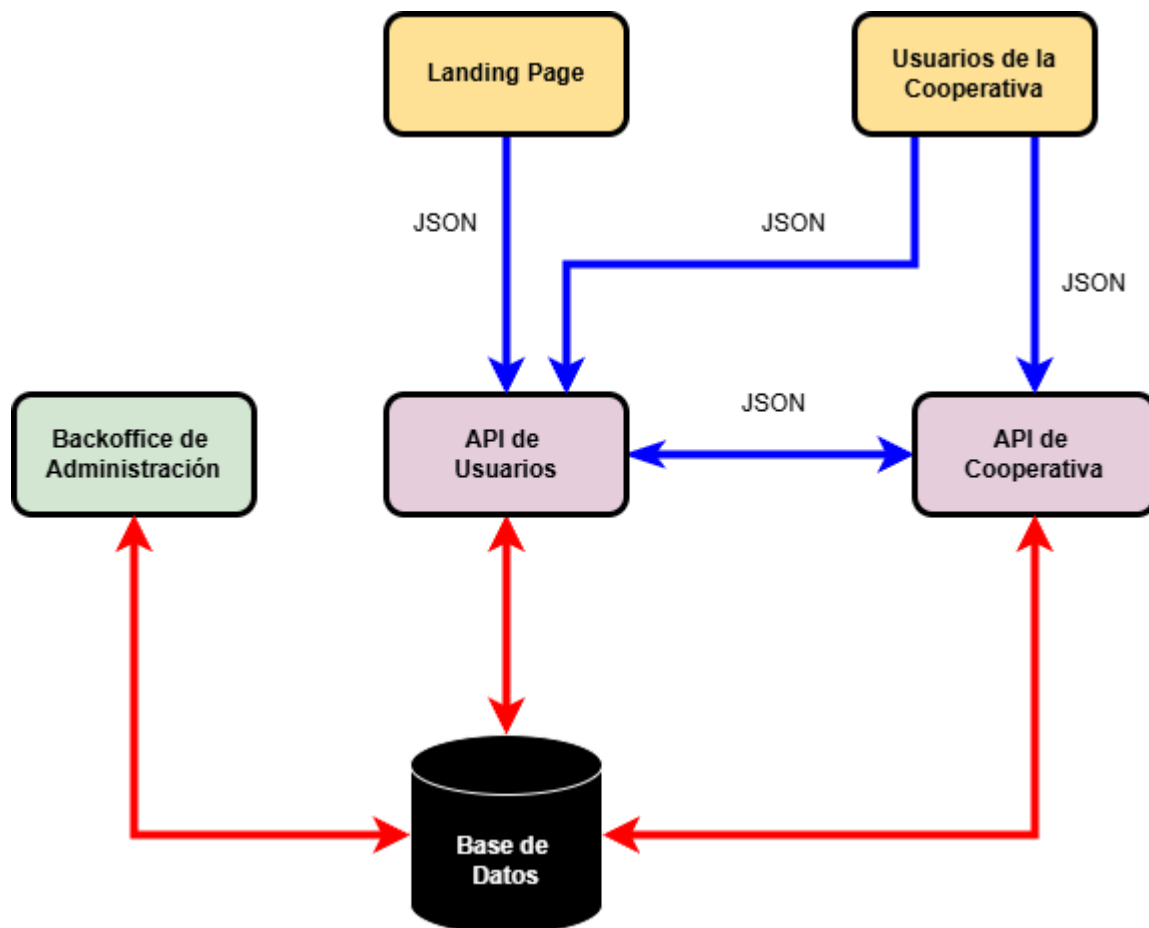 Landing Page
Usuarios de la
Cooperativa
JSON
JSON
JSON
JSON
Backoffice de
Administración
API de
Usuarios
API de
Cooperativa
Base de
Datos